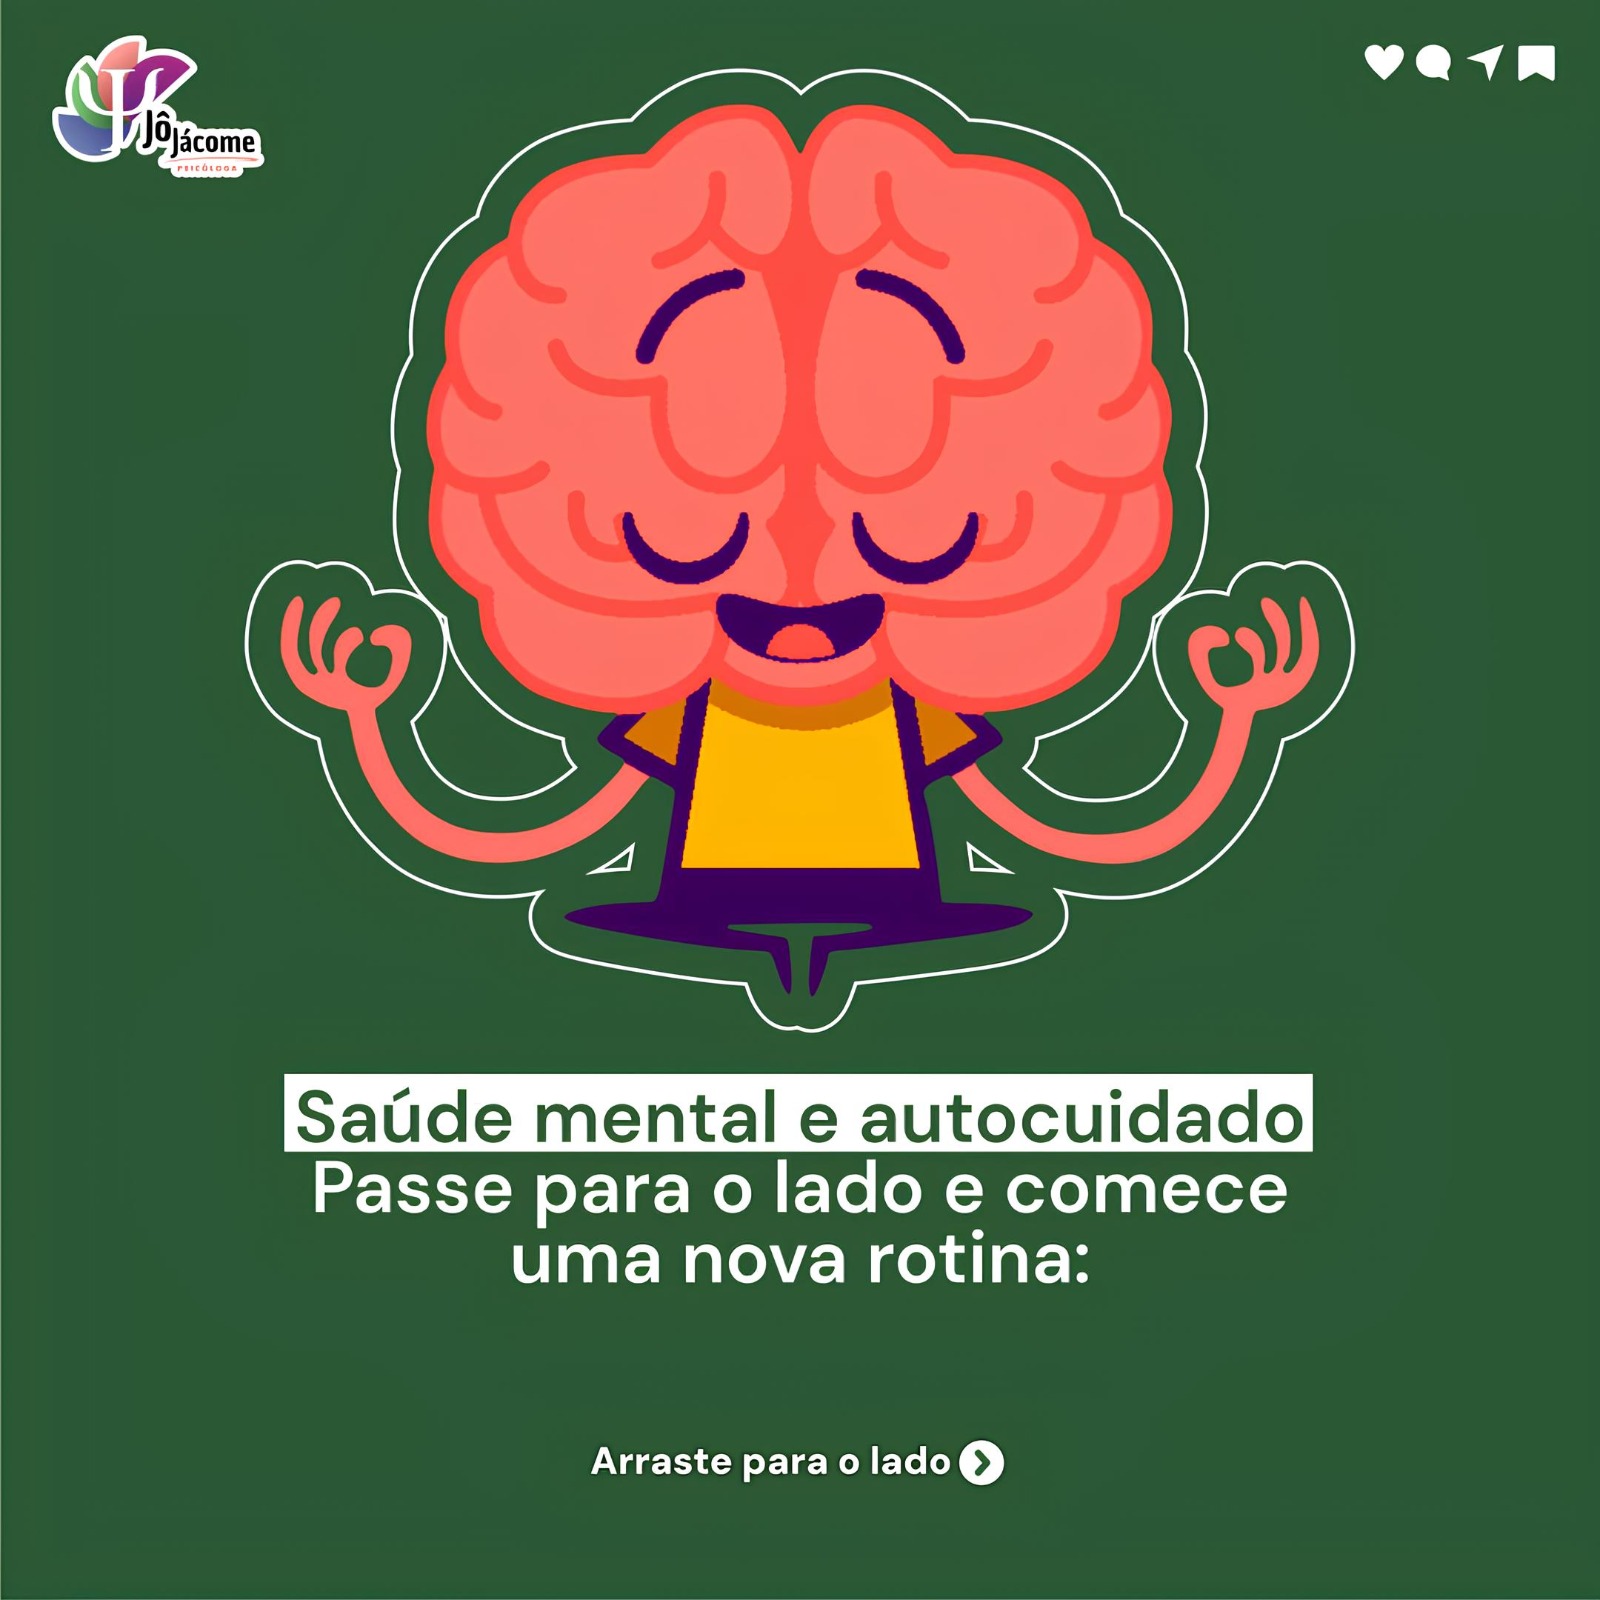 Jô
Jácome
PSICÓLOGA
Saúde mental e autocuidado
Passe para o lado e comece
uma nova rotina:
Arraste para o lado